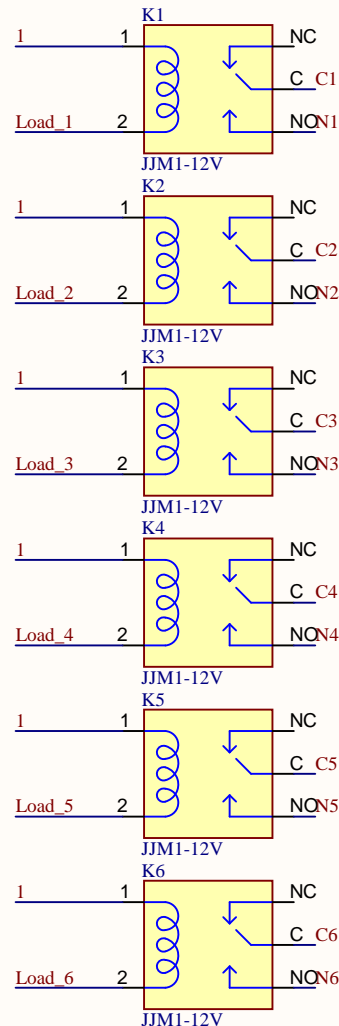 K1
1 1 NC
C C1
Load_1 2 NO N1
JJM1-12V
K2
1 1 NC
C C2
Load_2 2 NO N2
JJM1-12V
K3
1 1 NC
C C3
Load_3 2 NO N3
JJM1-12V
K4
1 1 NC
C C4
Load_4 2 NO N4
JJM1-12V
K5
1 1 NC
C C5
Load_5 2 NO N5
JJM1-12V
K6
1 1 NC
C C6
Load_6 2 NO N6
JJM1-12V